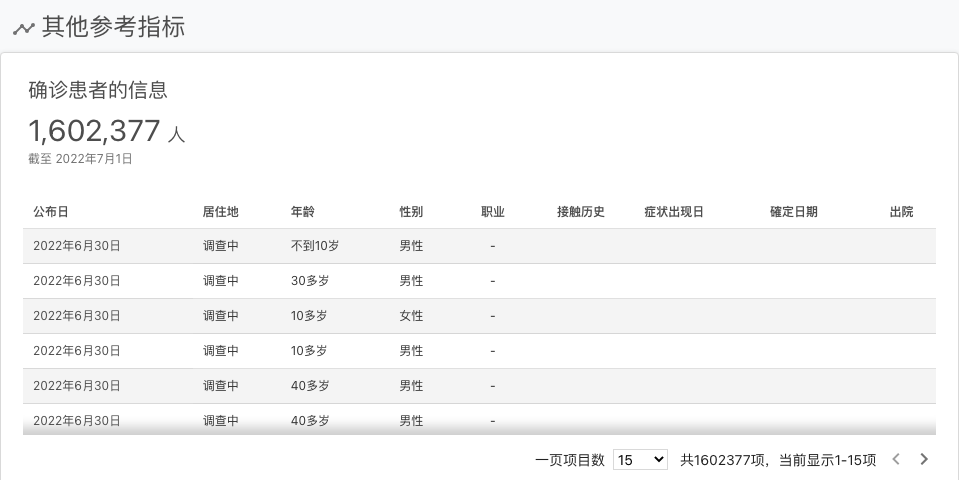 其他参考指标
确诊患者的信息
1,602,377 人
截至 2022年7月1日
公布日 居住地 年龄 性别 职业 接触历史 症状出现日 確定日期 出院
2022年6月30日 调查中 不到10岁 男性 -
2022年6月30日 调查中 30多岁 男性 -
2022年6月30日 调查中 10多岁 女性 -
2022年6月30日 调查中 10多岁 男性 -
2022年6月30日 调查中 40多岁 男性 -
2022年6月30日 调查中 40多岁 男性 -
一页项目数 15 共1602377项，当前显示1-15项